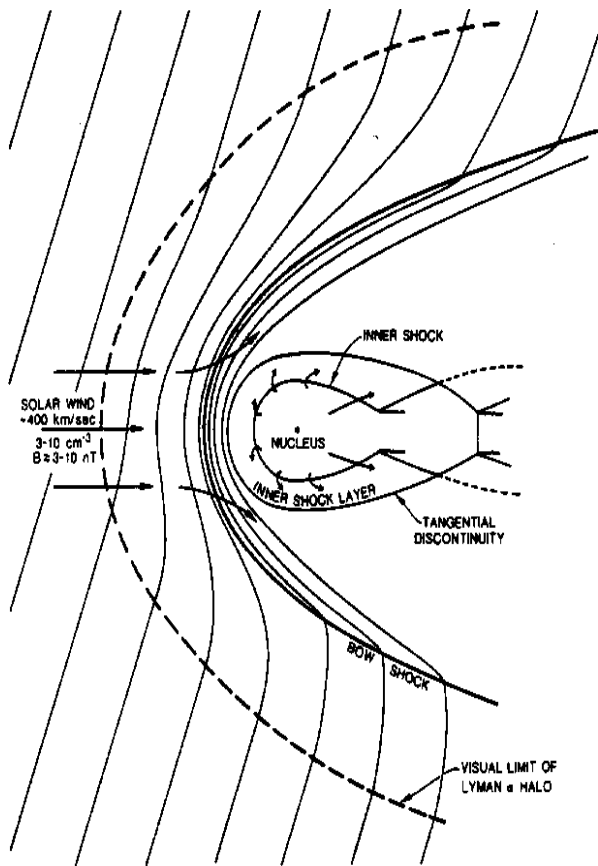 INNER SHOCK
SOLAR WIND
~400 km/sec
3-10 cm⁻³
B ≥ 3-10 nT
NUCLEUS
INNER SHOCK LAYER
TANGENTIAL
DISCONTINUITY
BOW SHOCK
VISUAL LIMIT OF
LYMAN α HALO